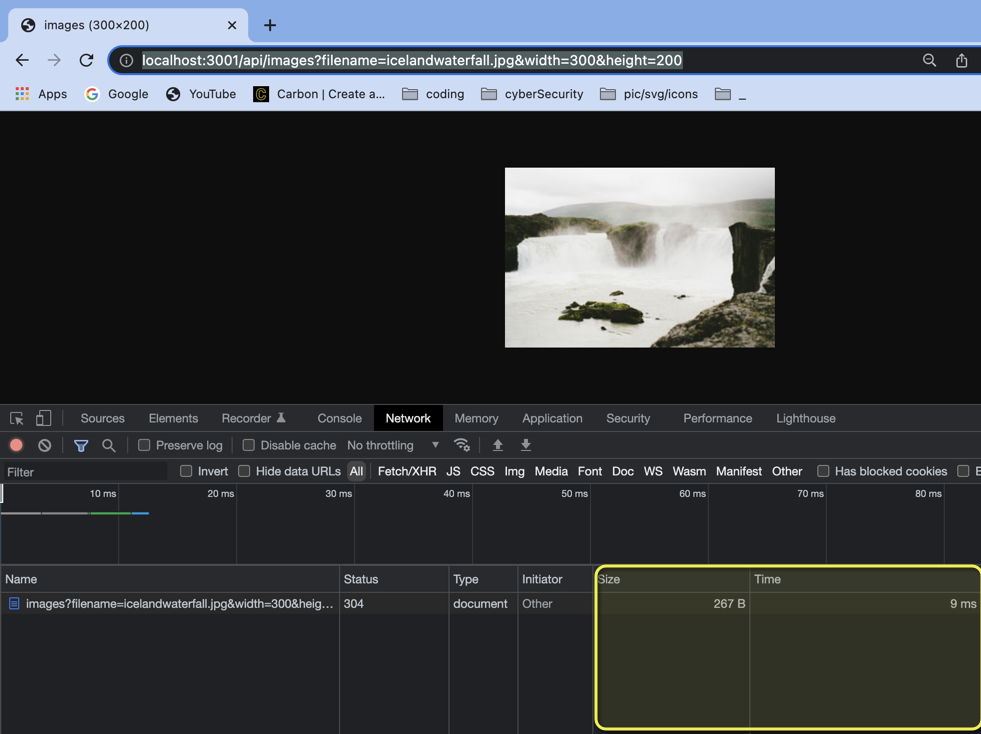 images (300×200)
localhost:3001/api/images?filename=icelandwaterfall.jpg&width=300&height=200
Apps Google YouTube Carbon | Create a... coding cyberSecurity pic/svg/icons _
Sources Elements Recorder Console Network Memory Application Security Performance Lighthouse
Preserve log Disable cache No throttling
Filter Invert Hide data URLs All Fetch/XHR JS CSS Img Media Font Doc WS Wasm Manifest Other Has blocked cookies
10 ms 20 ms 30 ms 40 ms 50 ms 60 ms 70 ms 80 ms
Name Status Type Initiator Size Time
images?filename=icelandwaterfall.jpg&width=300&heig... 304 document Other 267 B 9 ms